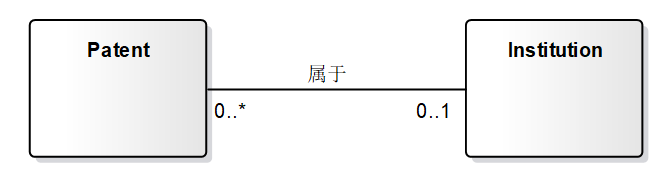 Patent
Institution
属于
0..*
0..1